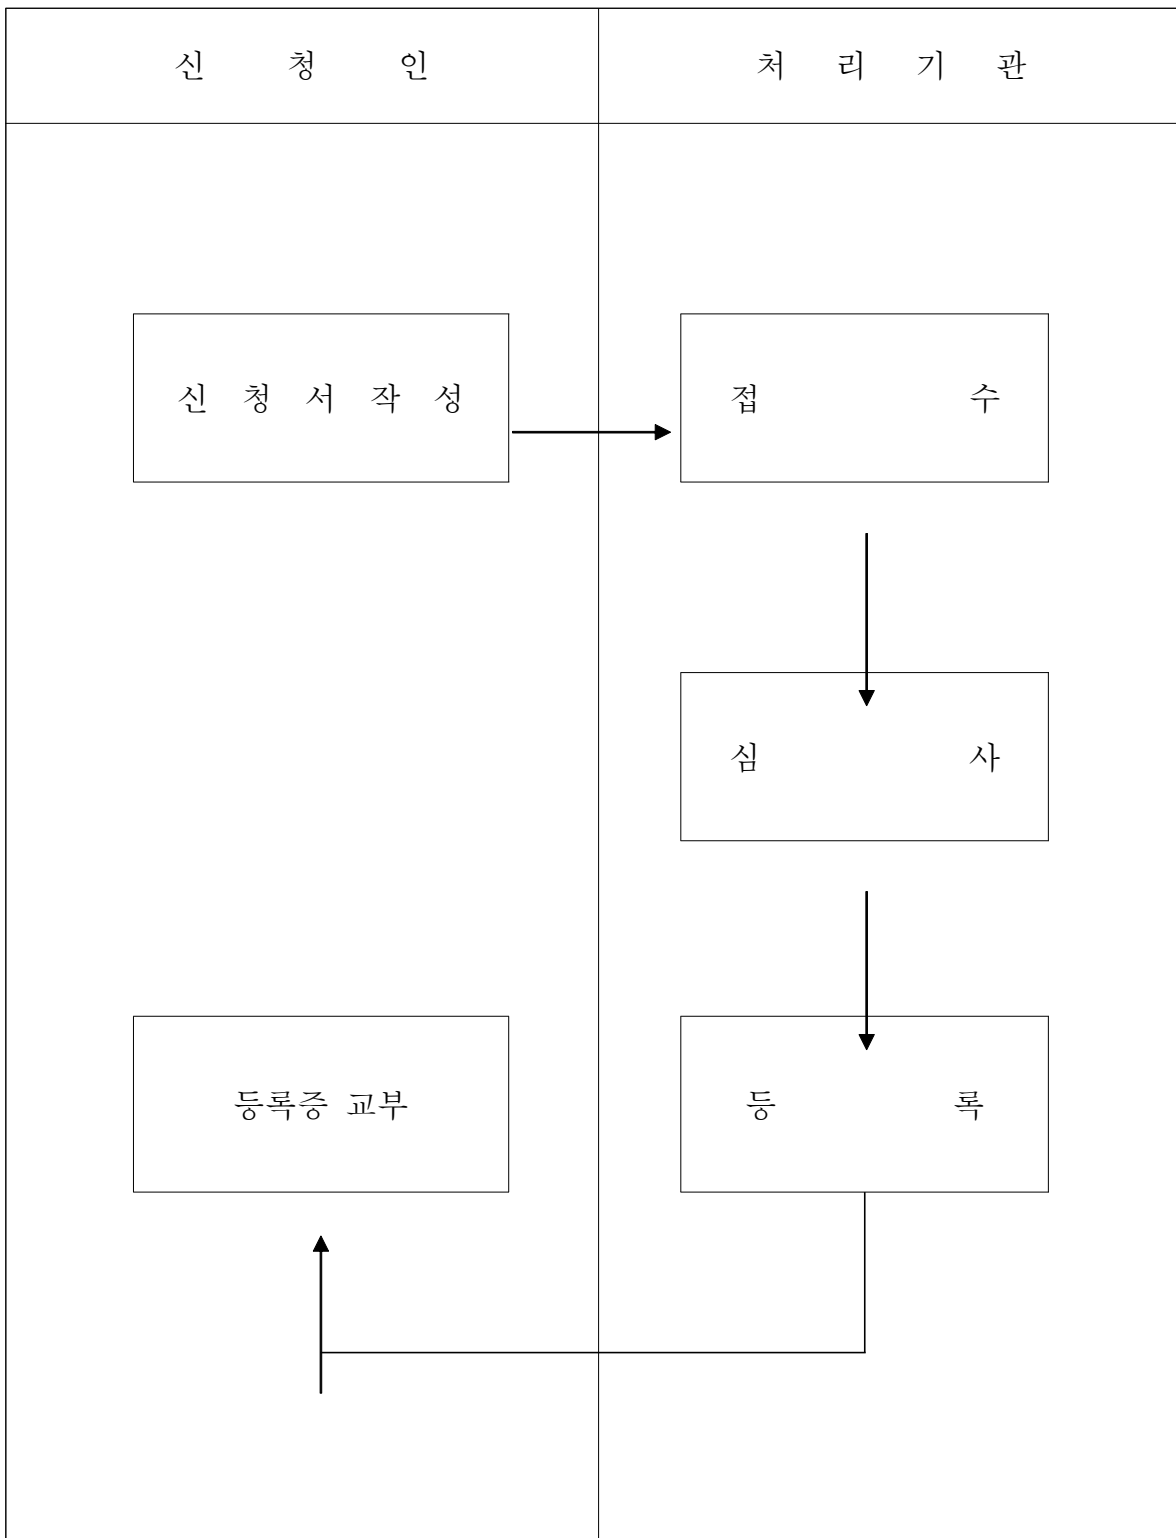 신 청 인
처 리 기 관
신 청 서 작 성
접 수
심 사
등록증 교부
등 록